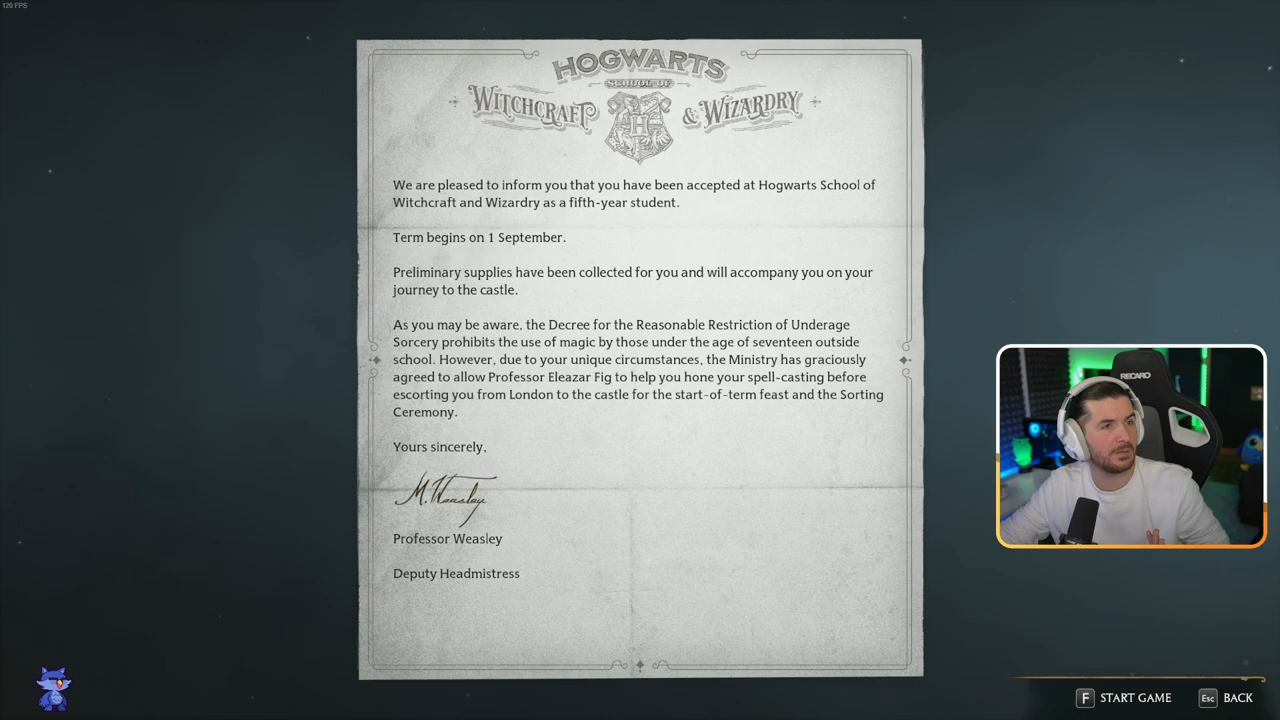 120 FPS
HOGWARTS
SCHOOL OF
WITCHCRAFT & WIZARDRY
H
We are pleased to inform you that you have been accepted at Hogwarts School of
Witchcraft and Wizardry as a fifth-year student.
Term begins on 1 September.
Preliminary supplies have been collected for you and will accompany you on your
journey to the castle.
As you may be aware, the Decree for the Reasonable Restriction of Underage
Sorcery prohibits the use of magic by those under the age of seventeen outside
school. However, due to your unique circumstances, the Ministry has graciously
agreed to allow Professor Eleazar Fig to help you hone your spell-casting before
escorting you from London to the castle for the start-of-term feast and the Sorting
Ceremony.
Yours sincerely,
M. Weasley
Professor Weasley
Deputy Headmistress
RECARO
F START GAME Esc BACK